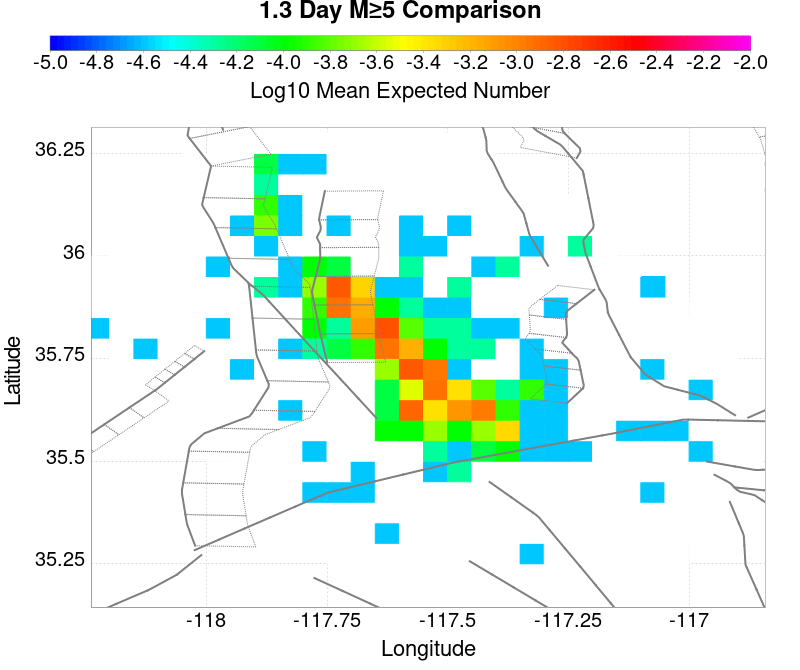 1.3 Day M≥5 Comparison
-5.0 -4.8 -4.6 -4.4 -4.2 -4.0 -3.8 -3.6 -3.4 -3.2 -3.0 -2.8 -2.6 -2.4 -2.2 -2.0
Log10 Mean Expected Number
36.25
36
35.75
35.5
35.25
Latitude
-118 -117.75 -117.5 -117.25 -117
Longitude